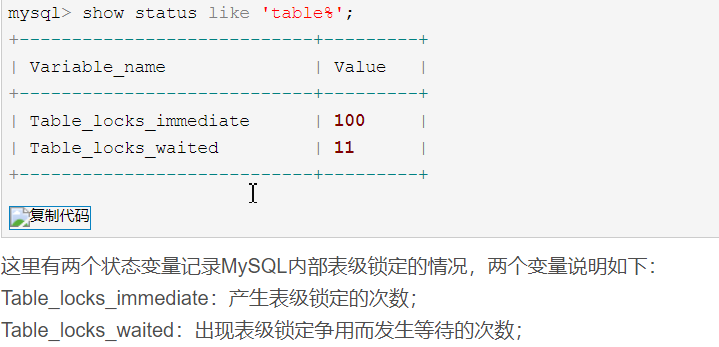 mysql> show status like 'table%';
+----------------------------+---------+
| Variable_name              | Value   |
+----------------------------+---------+
| Table_locks_immediate      | 100     |
| Table_locks_waited         | 11      |
+----------------------------+---------+
复制代码
这里有两个状态变量记录MySQL内部表级锁定的情况，两个变量说明如下：
Table_locks_immediate：产生表级锁定的次数；
Table_locks_waited：出现表级锁定争用而发生等待的次数；